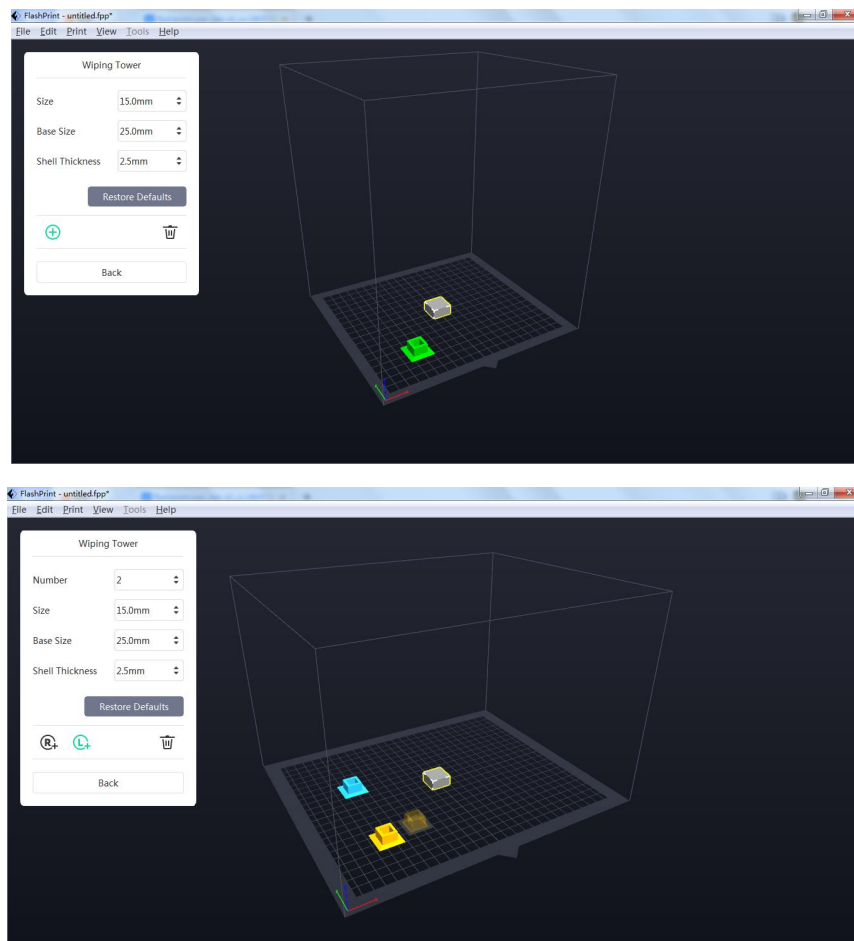 FlashPrint - untitled.fpp*
File Edit Print View Tools Help
Wiping Tower
Size 15.0mm
Base Size 25.0mm
Shell Thickness 2.5mm
Restore Defaults
Back
FlashPrint - untitled.fpp*
File Edit Print View Tools Help
Wiping Tower
Number 2
Size 15.0mm
Base Size 25.0mm
Shell Thickness 2.5mm
Restore Defaults
R+ L+
Back